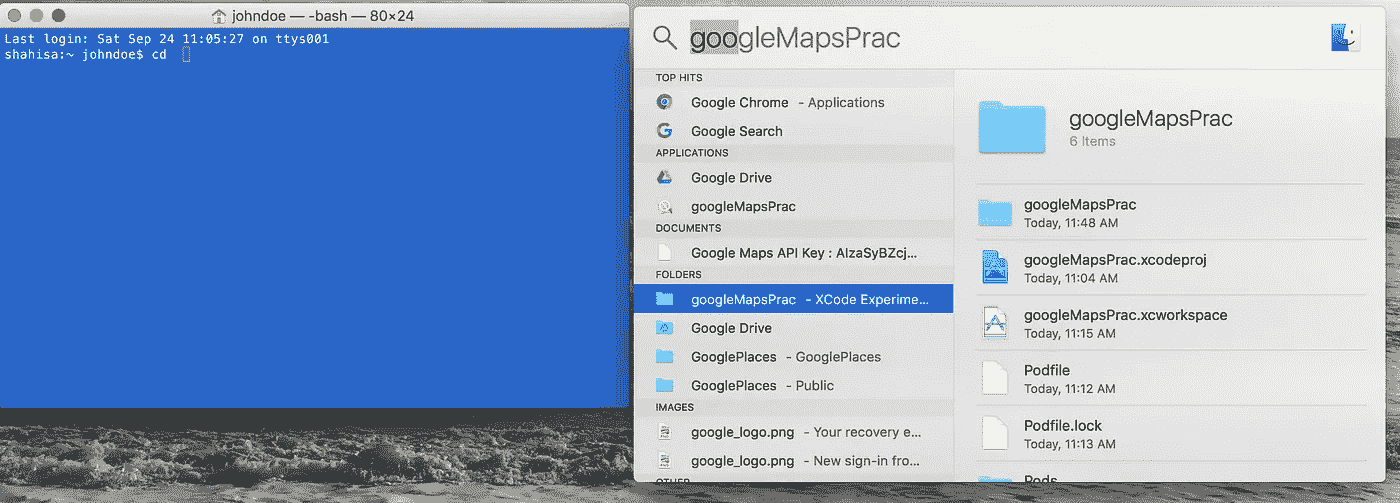 johndoe — -bash — 80×24
Last login: Sat Sep 24 11:05:27 on ttys001
shahisa:~ johndoe$ cd
googleMapsPrac
TOP HITS
Google Chrome - Applications
Google Search
APPLICATIONS
Google Drive
googleMapsPrac
DOCUMENTS
Google Maps API Key : AIzaSyBZcj...
FOLDERS
googleMapsPrac - XCode Experime...
Google Drive
GooglePlaces - GooglePlaces
GooglePlaces - Public
IMAGES
google_logo.png - Your recovery e...
google_logo.png - New sign-in fro...
OTHER
googleMapsPrac
6 Items
googleMapsPrac
Today, 11:48 AM
googleMapsPrac.xcodeproj
Today, 11:04 AM
googleMapsPrac.xcworkspace
Today, 11:15 AM
Podfile
Today, 11:12 AM
Podfile.lock
Today, 11:13 AM
Pods